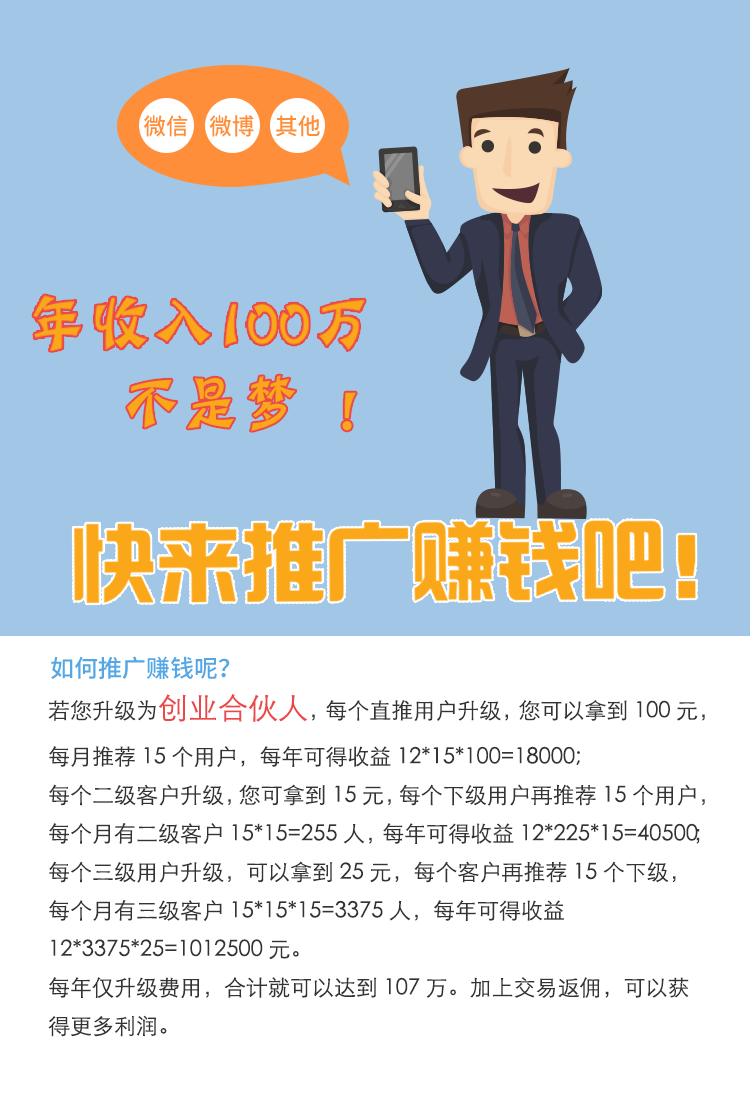 微信 微博 其他
年收入100万
不是梦 !
快来推广赚钱吧!
如何推广赚钱呢?
若您升级为创业合伙人，每个直推用户升级，您可以拿到 100 元，
每月推荐 15 个用户，每年可得收益 12*15*100=18000;
每个二级客户升级，您可拿到 15 元，每个下级用户再推荐 15 个用户，
每个月有二级客户 15*15=255 人，每年可得收益 12*225*15=40500;
每个三级用户升级，可以拿到 25 元，每个客户再推荐 15 个下级，
每个月有三级客户 15*15*15=3375 人，每年可得收益
12*3375*25=1012500 元。
每年仅升级费用，合计就可以达到 107 万。加上交易返佣，可以获
得更多利润。